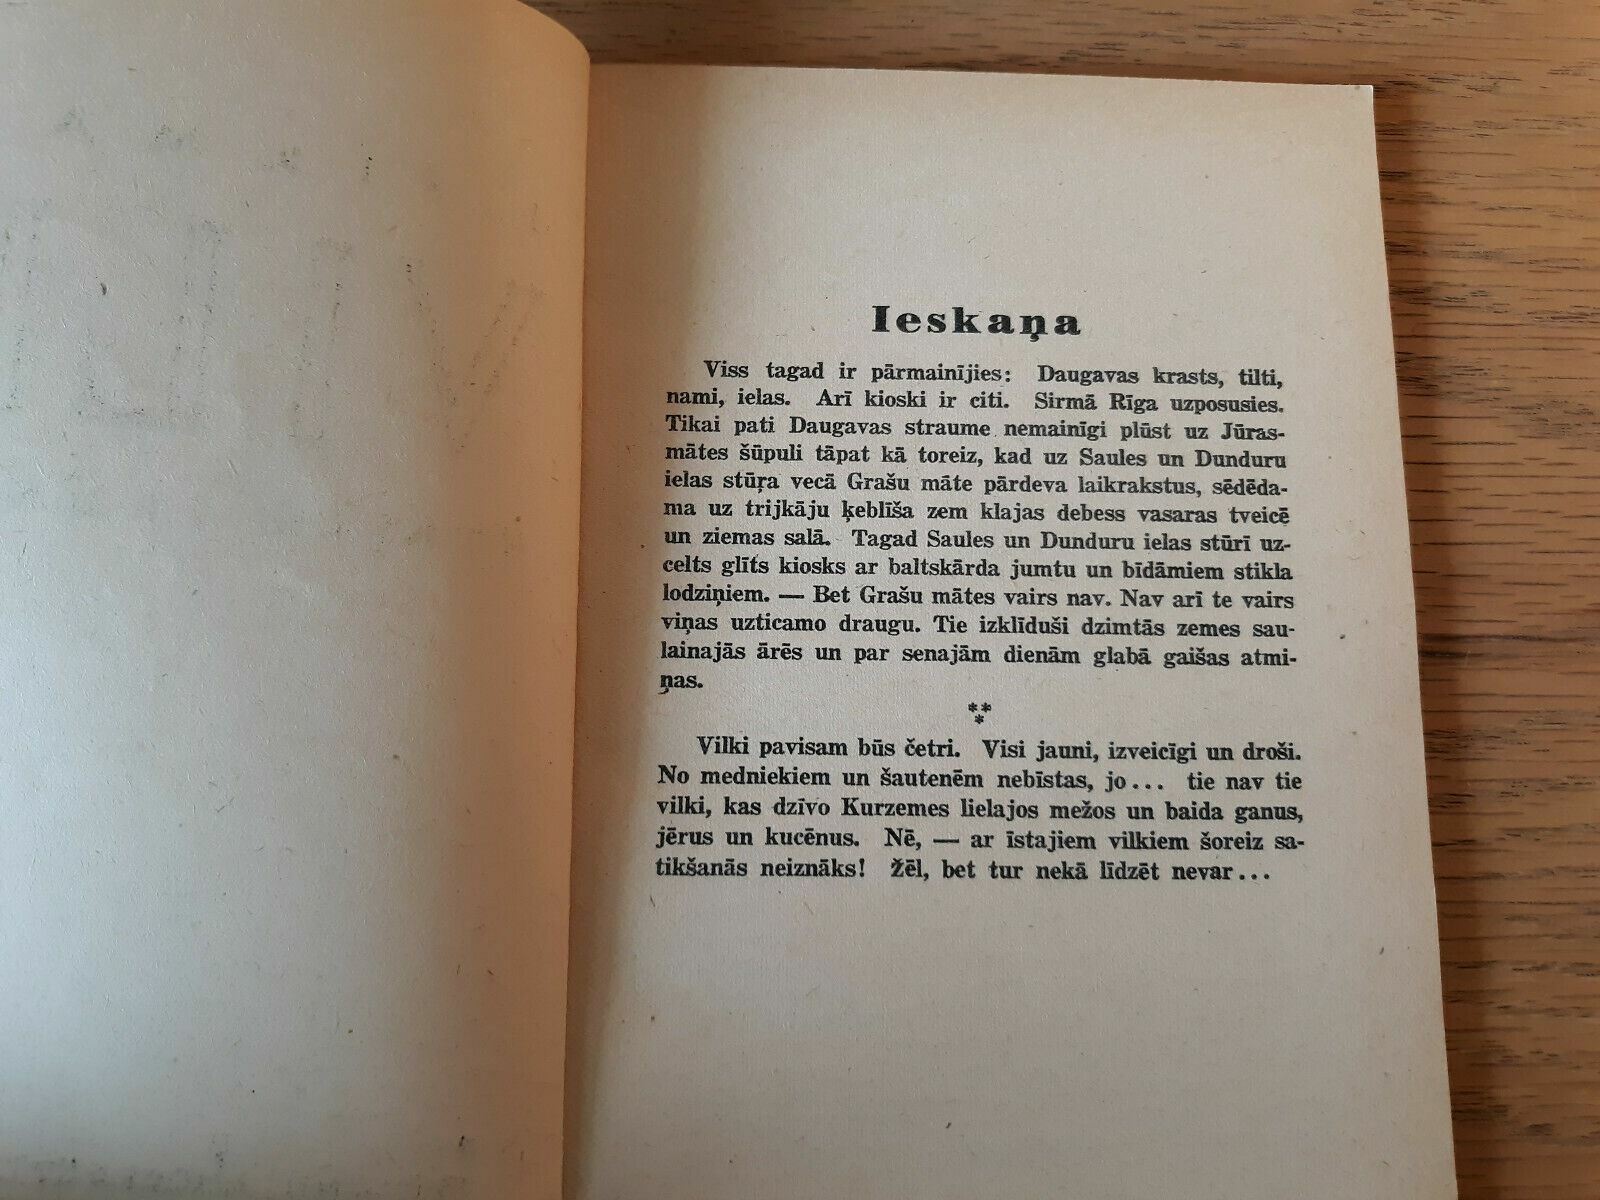 Ieskaņa
Viss tagad ir pārmainījies: Daugavas krasts, tilti,
nami, ielas. Arī kioski ir citi. Sirmā Rīga uzposusies.
Tikai pati Daugavas straume nemainīgi plūst uz Jūras-
mātes šūpuli tāpat kā toreiz, kad uz Saules un Dunduru
ielas stūŗa vecā Grašu māte pārdeva laikrakstus, sēdēda-
ma uz trijkāju ķeblīša zem klajas debess vasaras tveicē
un ziemas salā. Tagad Saules un Dunduru ielas stūrī uz-
celts glīts kiosks ar baltskārda jumtu un bīdāmiem stikla
lodziņiem. — Bet Grašu mātes vairs nav. Nav arī te vairs
viņas uzticamo draugu. Tie izklīduši dzimtās zemes sau-
lainajās ārēs un par senajām dienām glabā gaišas atmi-
ņas.
***
Vilki pavisam būs četri. Visi jauni, izveicīgi un droši.
No medniekiem un šautenēm nebīstas, jo... tie nav tie
vilki, kas dzīvo Kurzemes lielajos mežos un baida ganus,
jērus un kucēnus. Nē, — ar īstajiem vilkiem šoreiz sa-
tikšanās neiznāks! Žēl, bet tur nekā līdzēt nevar...